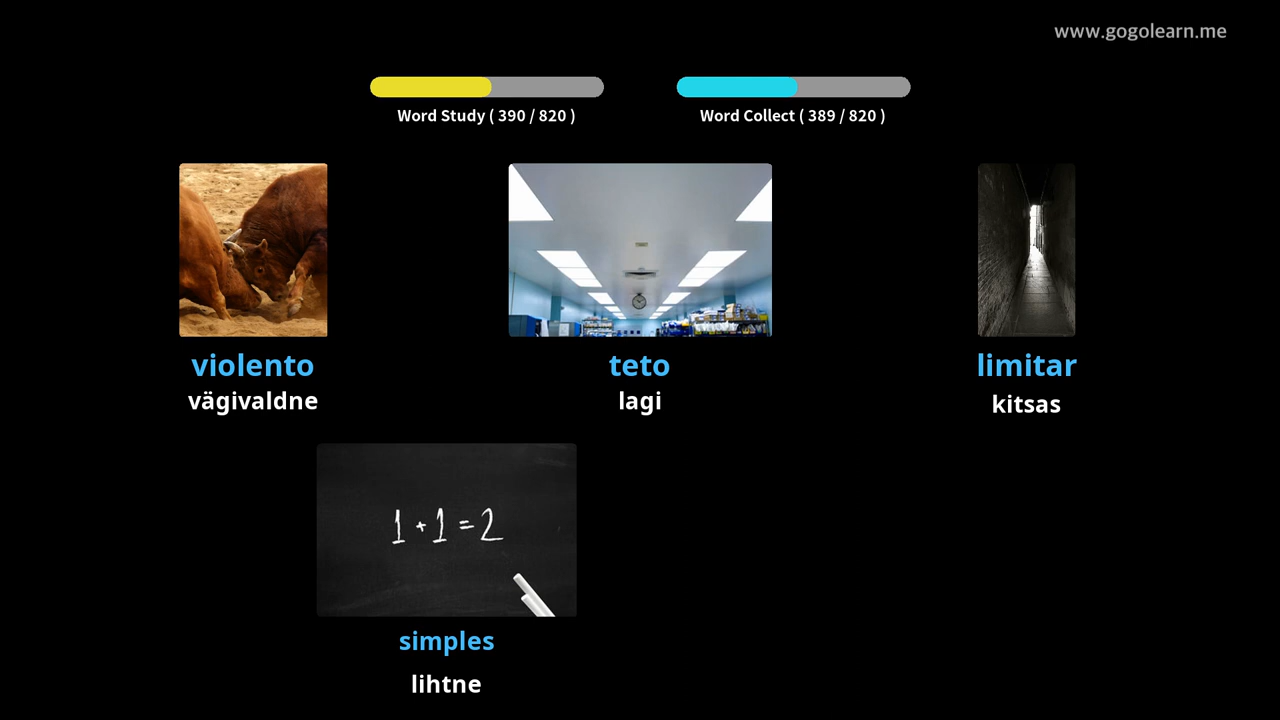 www.gogolearn.me
Word Study ( 390 / 820 )
Word Collect ( 389 / 820 )
violento
vägivaldne
teto
lagi
limitar
kitsas
1 + 1 = 2
simples
lihtne